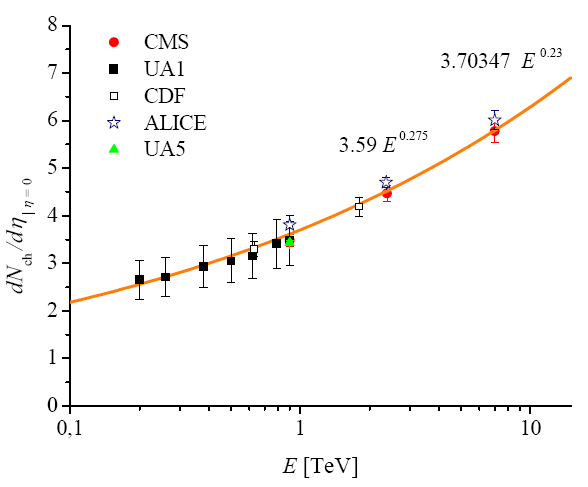 8
7
6
5
4
3
2
1
0
dN_ch/dη|η = 0
CMS
UA1
CDF
ALICE
UA5
3.70347 E^0.23
3.59 E^0.275
0,1
1
10
E [TeV]